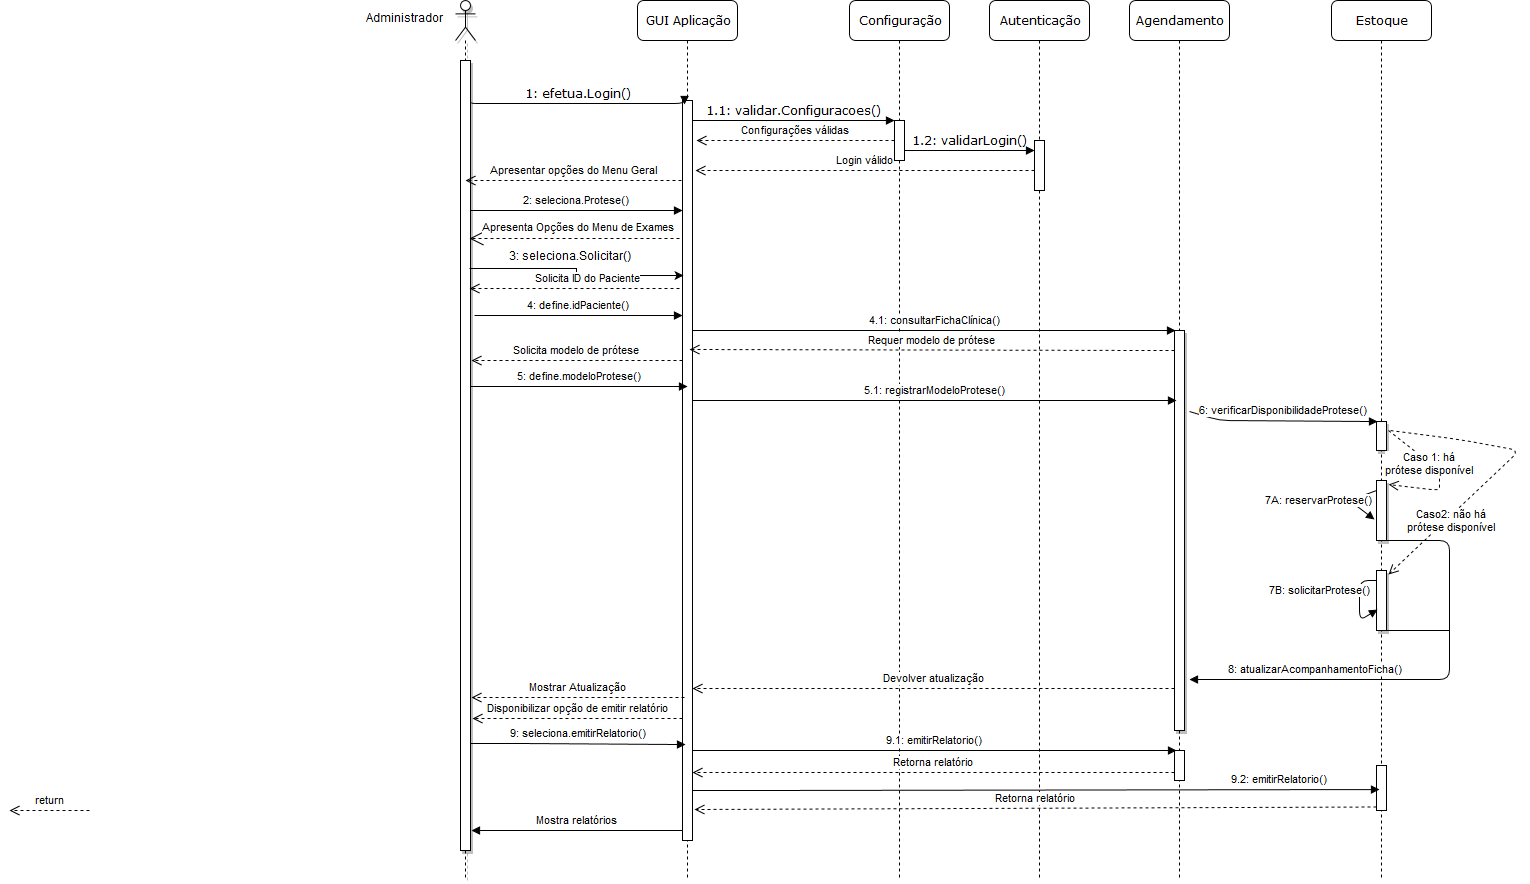 Administrador
GUI Aplicação
Configuração
Autenticação
Agendamento
Estoque
1: efetua.Login()
1.1: validar.Configuracoes()
Configurações válidas
1.2: validarLogin()
Login válido
Apresentar opções do Menu Geral
2: seleciona.Protese()
Apresenta Opções do Menu de Exames
3: seleciona.Solicitar()
Solicita ID do Paciente
4: define.idPaciente()
4.1: consultarFichaClínica()
Requer modelo de prótese
Solicita modelo de prótese
5: define.modeloProtese()
5.1: registrarModeloProtese()
6: verificarDisponibilidadeProtese()
Caso 1: há
prótese disponível
7A: reservarProtese()
Caso2: não há
prótese disponível
7B: solicitarProtese()
8: atualizarAcompanhamentoFicha()
Devolver atualização
Mostrar Atualização
Disponibilizar opção de emitir relatório
9: seleciona.emitirRelatorio()
9.1: emitirRelatorio()
Retorna relatório
9.2: emitirRelatorio()
Retorna relatório
return
Mostra relatórios